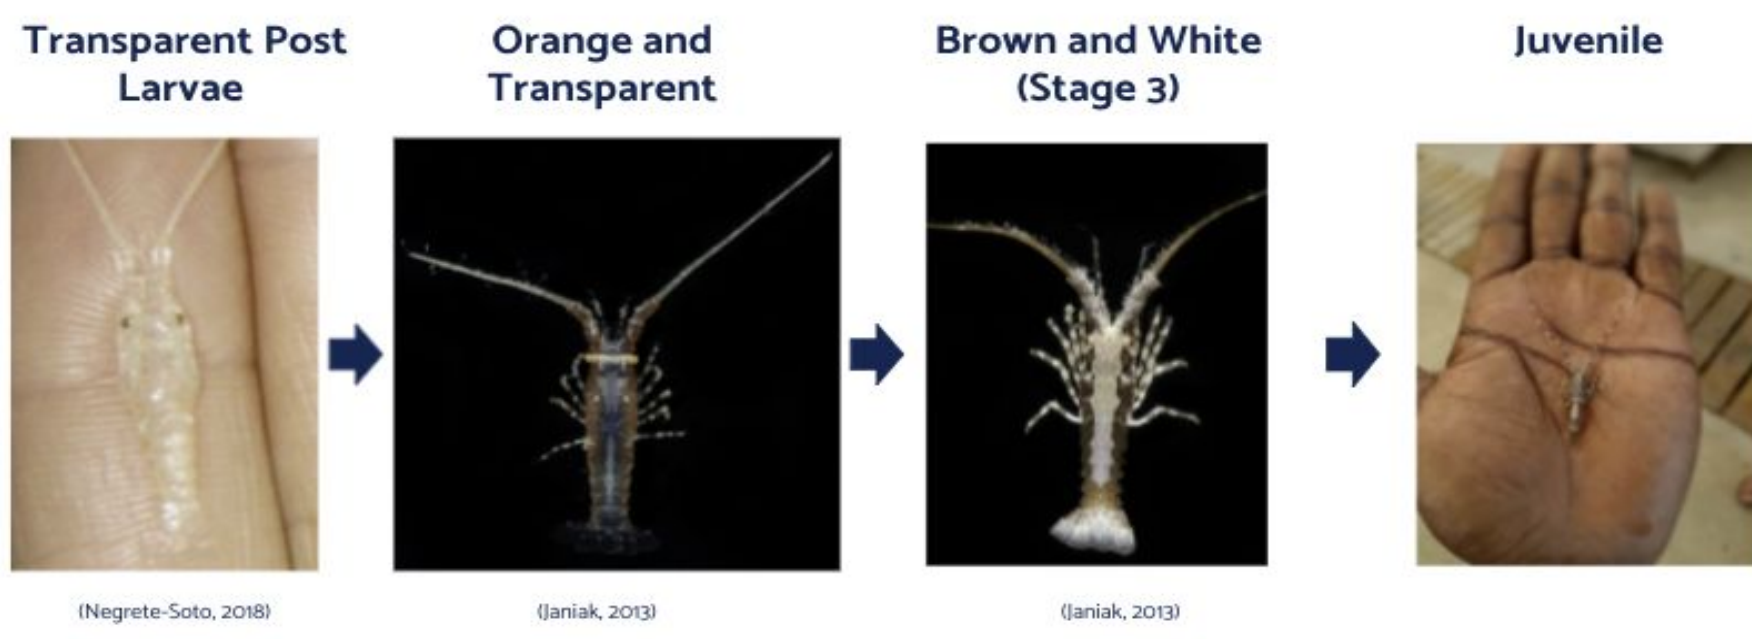 Transparent Post
Larvae
Orange and
Transparent
Brown and White
(Stage 3)
Juvenile
(Negrete-Soto, 2018)
(Janiak, 2013)
(Janiak, 2013)